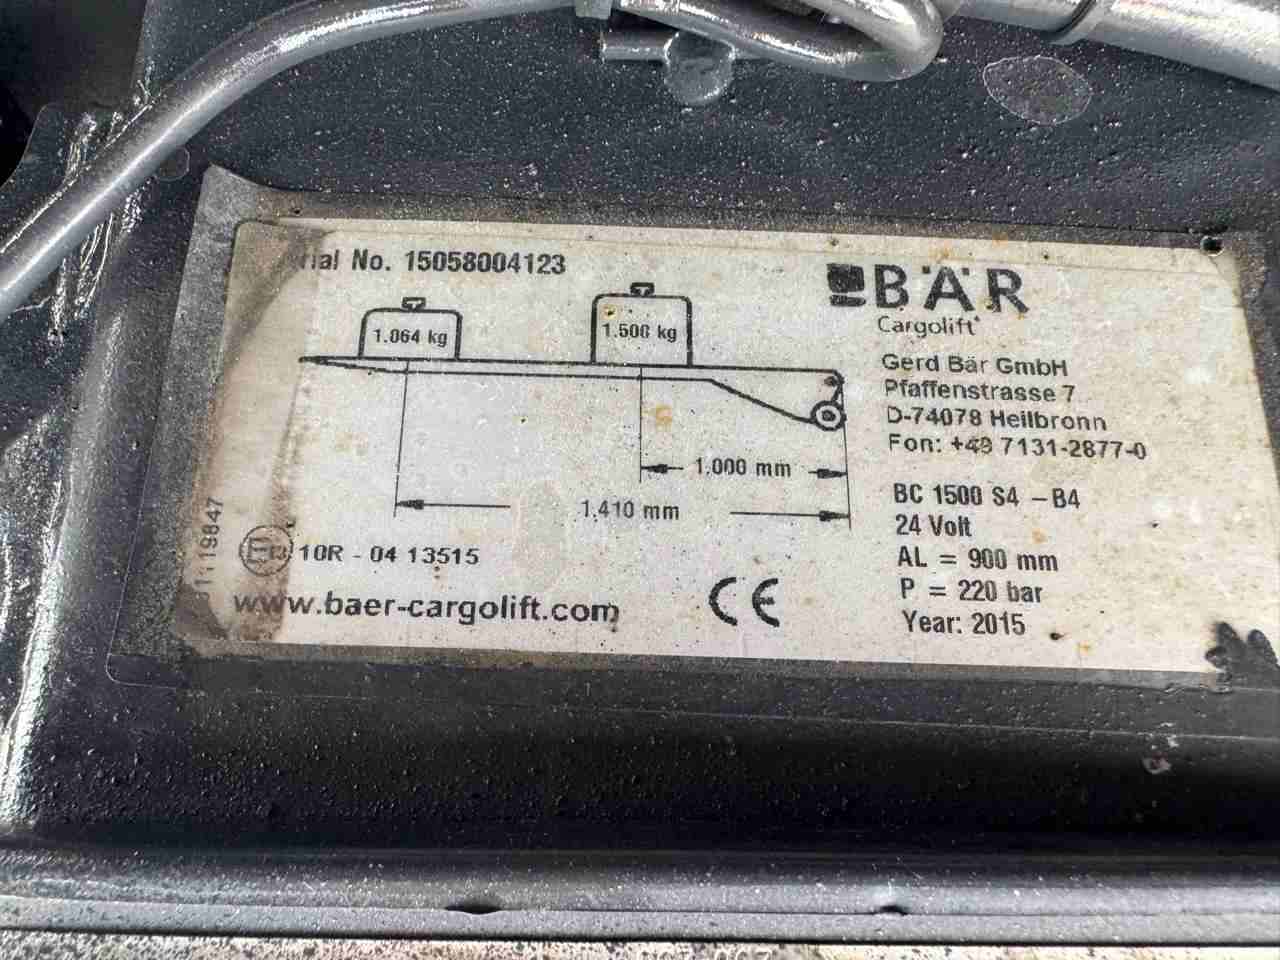 No. 15058004123
BÄR
Cargolift
1.064 kg
1.500 kg
Gerd Bär GmbH
Pfaffenstrasse 7
D-74078 Heilbronn
Fon: +49 7131-2877-0
1.000 mm
1.410 mm
BC 1500 S4 - B4
24 Volt
AL = 900 mm
P = 220 bar
Year: 2015
E13 10R - 04 13515
www.baer-cargolift.com
CE